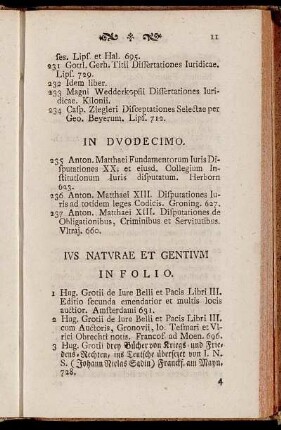 11
ses. Lips. et Hal. 695.
231 Gottl. Gerh. Titii Dissertationes Iuridicae.
Lips. 729.
232 Idem liber.
233 Magni Wedderkopfii Dissertationes Iuri-
dicae. Kilonii.
234 Casp. Ziegleri Disceptationes Selectae per
Geo. Beyerum. Lips. 712.
IN DVODECIMO.
235 Anton. Matthaei Fundamentorum Iuris Di-
sputationes XX; et eiusd. Collegium In-
stitutionum Iuris disputatum. Herborn
623.
236 Anton. Matthaei XIII. Disputationes Iu-
ris ad totidem leges Codicis. Groning. 627.
237 Anton. Matthaei XIII. Disputationes de
Obligationibus, Criminibus et Servitutibus.
Vltraj. 660.
IVS NATVRAE ET GENTIVM
IN FOLIO.
1 Hug. Grotii de Iure Belli et Pacis Libri III.
Editio secunda emendatior et multis locis
auctior. Amsterdami 631.
2 Hug. Grotii de Iure Belli et Pacis Libri III.
cum Auctoris, Gronovii, Io. Tesmari et Vl-
rici Obrechti notis. Francof. ad Moen. 696.
3 Hug. Grotii drey Bücher von Kriegs- und Frie-
dens-Rechten, ins Teutsche übersetzet von I. N.
S. (Johann Niclas Sadin) Franckf. am Mayn.
728.
4